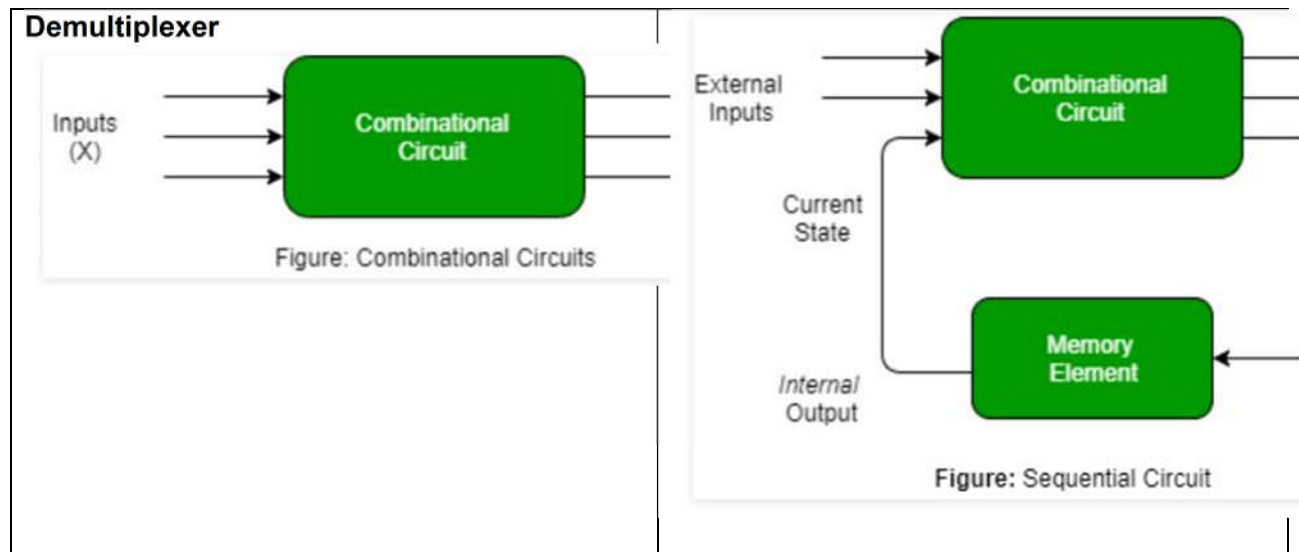 Demultiplexer
Inputs
(X)
Combinational
Circuit
Figure: Combinational Circuits
External
Inputs
Combinational
Circuit
Current
State
Memory
Element
Internal
Output
Figure: Sequential Circuit